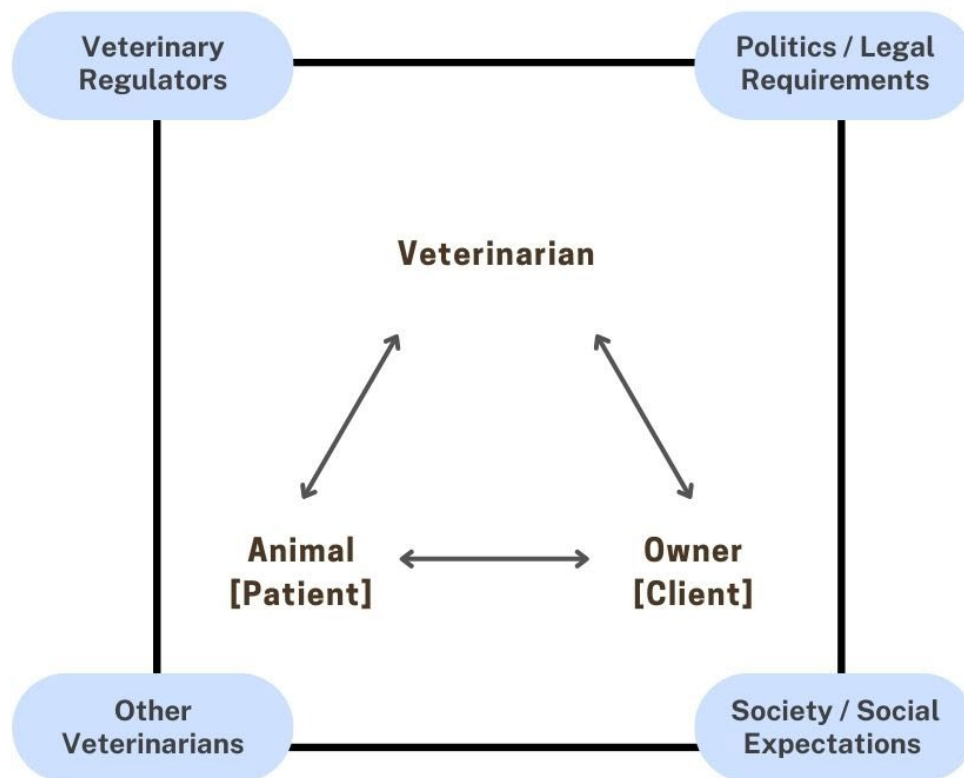 Veterinary
Regulators
Politics / Legal
Requirements
Veterinarian
Animal
[Patient]
Owner
[Client]
Other
Veterinarians
Society / Social
Expectations